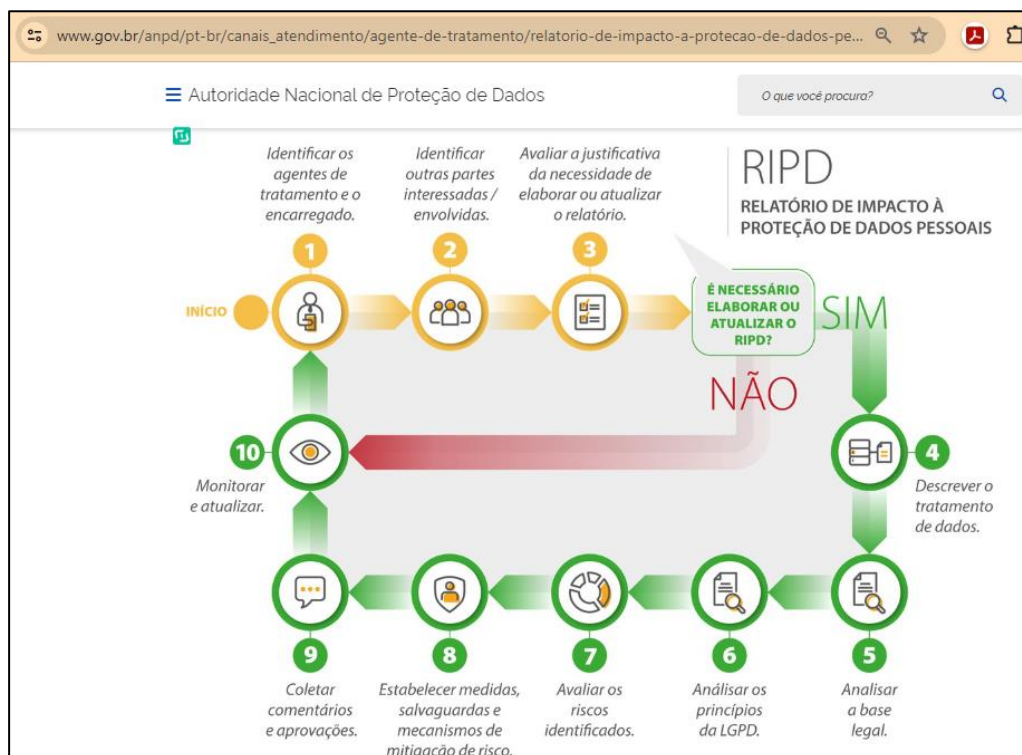 www.gov.br/anpd/pt-br/canais_atendimento/agente-de-tratamento/relatorio-de-impacto-a-protecao-de-dados-pe...
Autoridade Nacional de Proteção de Dados
O que você procura?
Identificar os
agentes de
tratamento e o
encarregado.
Identificar
outras partes
interessadas /
envolvidas.
Avaliar a justificativa
da necessidade de
elaborar ou atualizar
o relatório.
RIPD
RELATÓRIO DE IMPACTO À
PROTEÇÃO DE DADOS PESSOAIS
1
2
3
INÍCIO
É NECESSÁRIO
ELABORAR OU
ATUALIZAR O
RIPD?
SIM
NÃO
10
Monitorar
e atualizar.
4
Descrever o
tratamento
de dados.
9
Coletar
comentários
e aprovações.
8
Estabelecer medidas,
salvaguardas e
mecanismos de
mitigação de risco.
7
Avaliar os
riscos
identificados.
6
Análisar os
princípios
da LGPD.
5
Analisar
a base
legal.